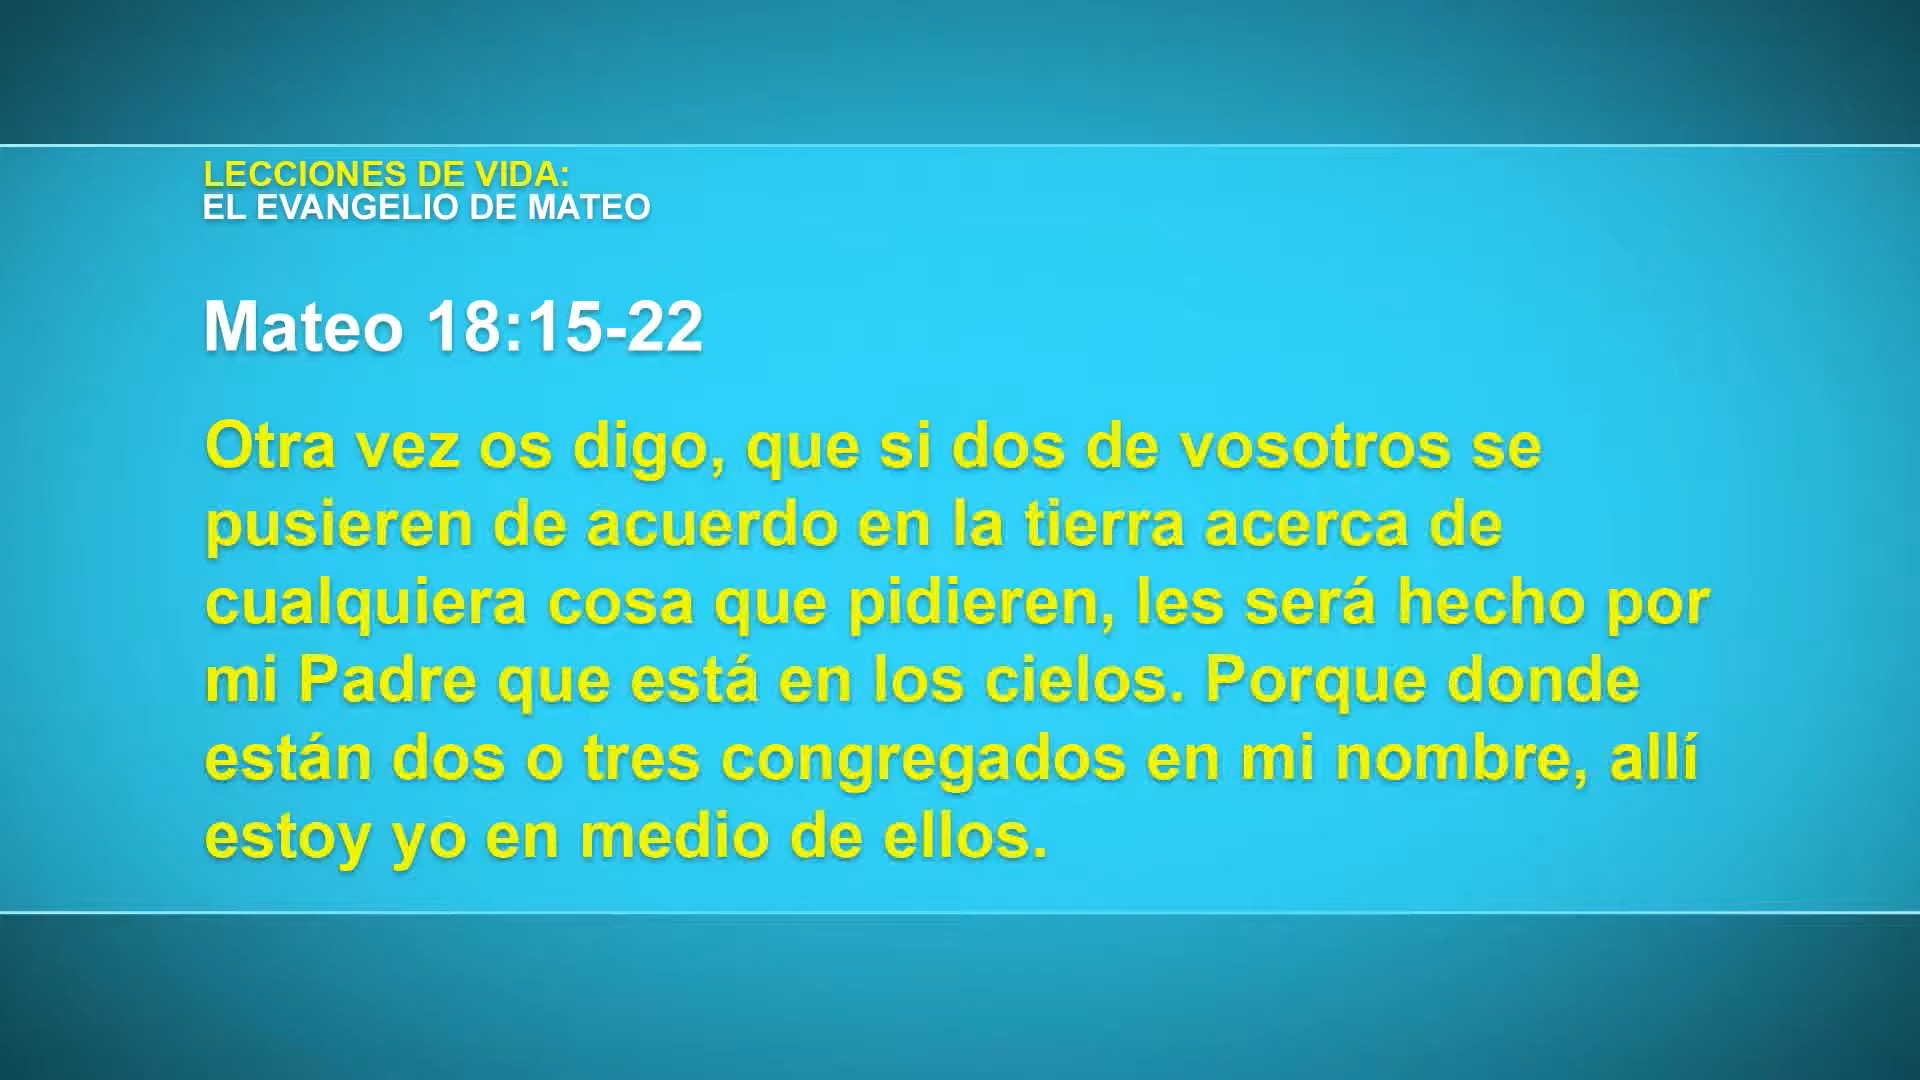 LECCIONES DE VIDA:
EL EVANGELIO DE MATEO
Mateo 18:15-22
Otra vez os digo, que si dos de vosotros se
pusieren de acuerdo en la tierra acerca de
cualquiera cosa que pidieren, les será hecho por
mi Padre que está en los cielos. Porque donde
están dos o tres congregados en mi nombre, allí
estoy yo en medio de ellos.